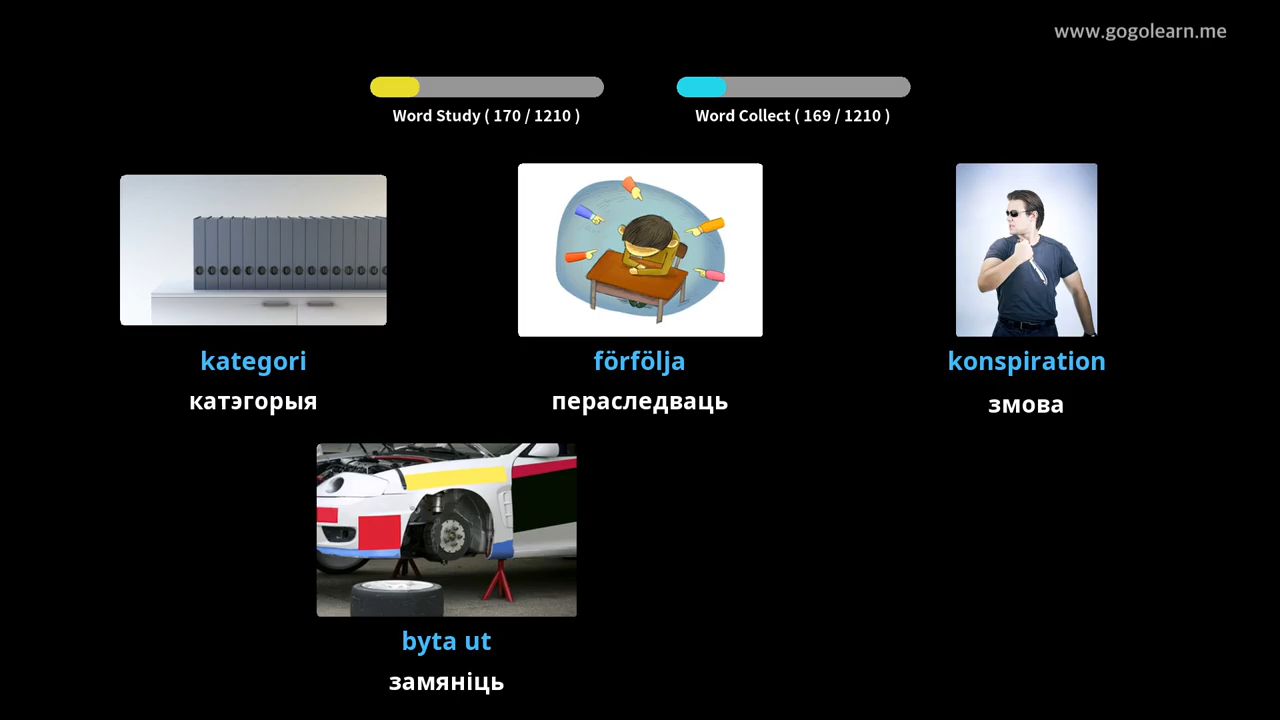 www.gogolearn.me
Word Study ( 170 / 1210 )
Word Collect ( 169 / 1210 )
kategori
катэгорыя
förfölja
пераследваць
konspiration
змова
byta ut
замяніць